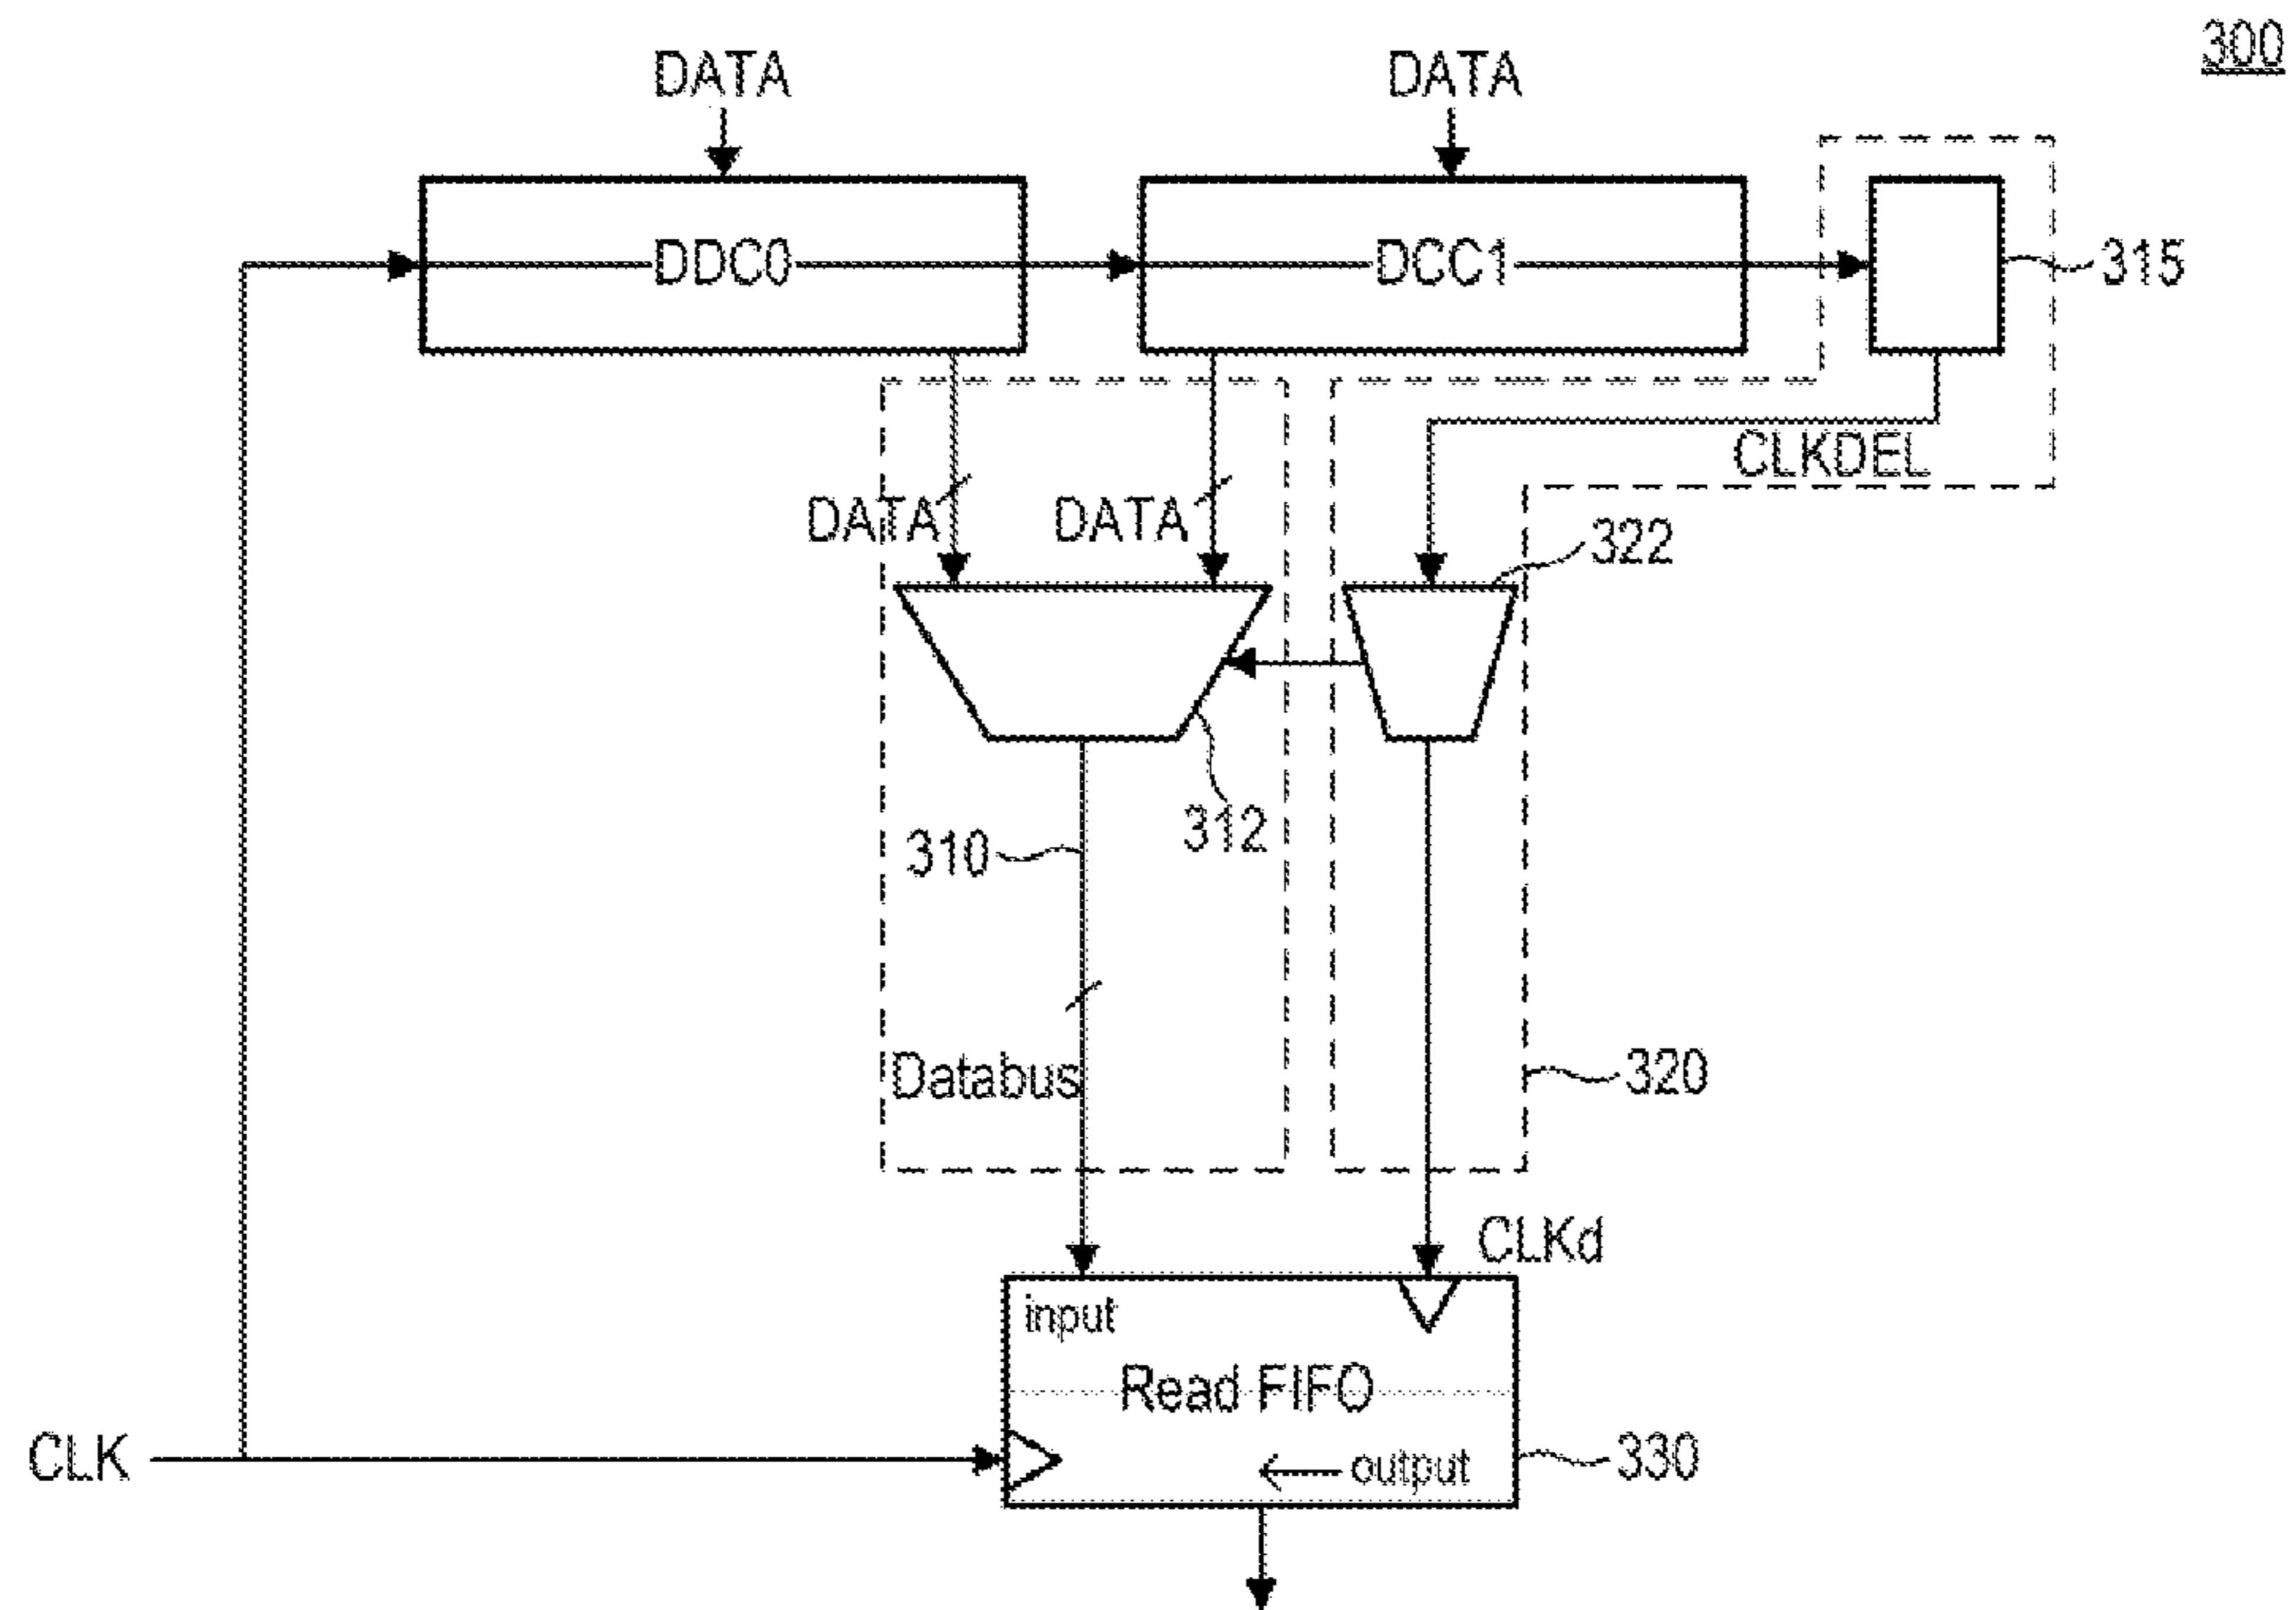 300
DATA
DATA
DDC0
DCC1
315
CLKDEL
DATA
DATA
322
312
310
Databus
320
CLKd
input
Read FIFO
CLK
output
330